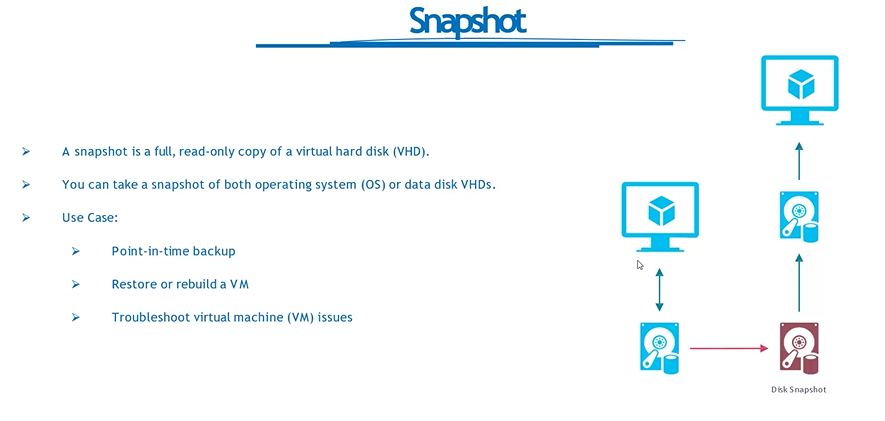 Snapshot
A snapshot is a full, read-only copy of a virtual hard disk (VHD).
You can take a snapshot of both operating system (OS) or data disk VHDs.
Use Case:
Point-in-time backup
Restore or rebuild a VM
Troubleshoot virtual machine (VM) issues
Disk Snapshot